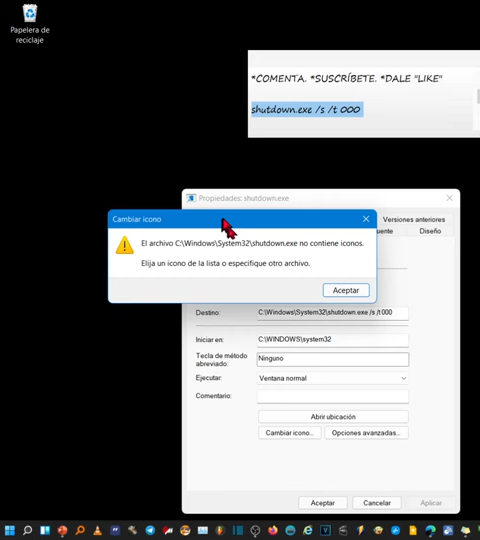 Papelera de
reciclaje
*COMENTA. *SUSCRÍBETE. *DALE "LIKE"
shutdown.exe /s /t 000
Propiedades: shutdown.exe
Versiones anteriores
uente
Diseño
Cambiar icono
El archivo C:\Windows\System32\shutdown.exe no contiene iconos.
Elija un icono de la lista o especifique otro archivo.
Aceptar
Destino:
C:\Windows\System32\shutdown.exe /s /t 000
Iniciar en:
C:\WINDOWS\system32
Tecla de método
abreviado:
Ninguno
Ejecutar:
Ventana normal
Comentario:
Abrir ubicación
Cambiar icono...
Opciones avanzadas...
Aceptar
Cancelar
Aplicar